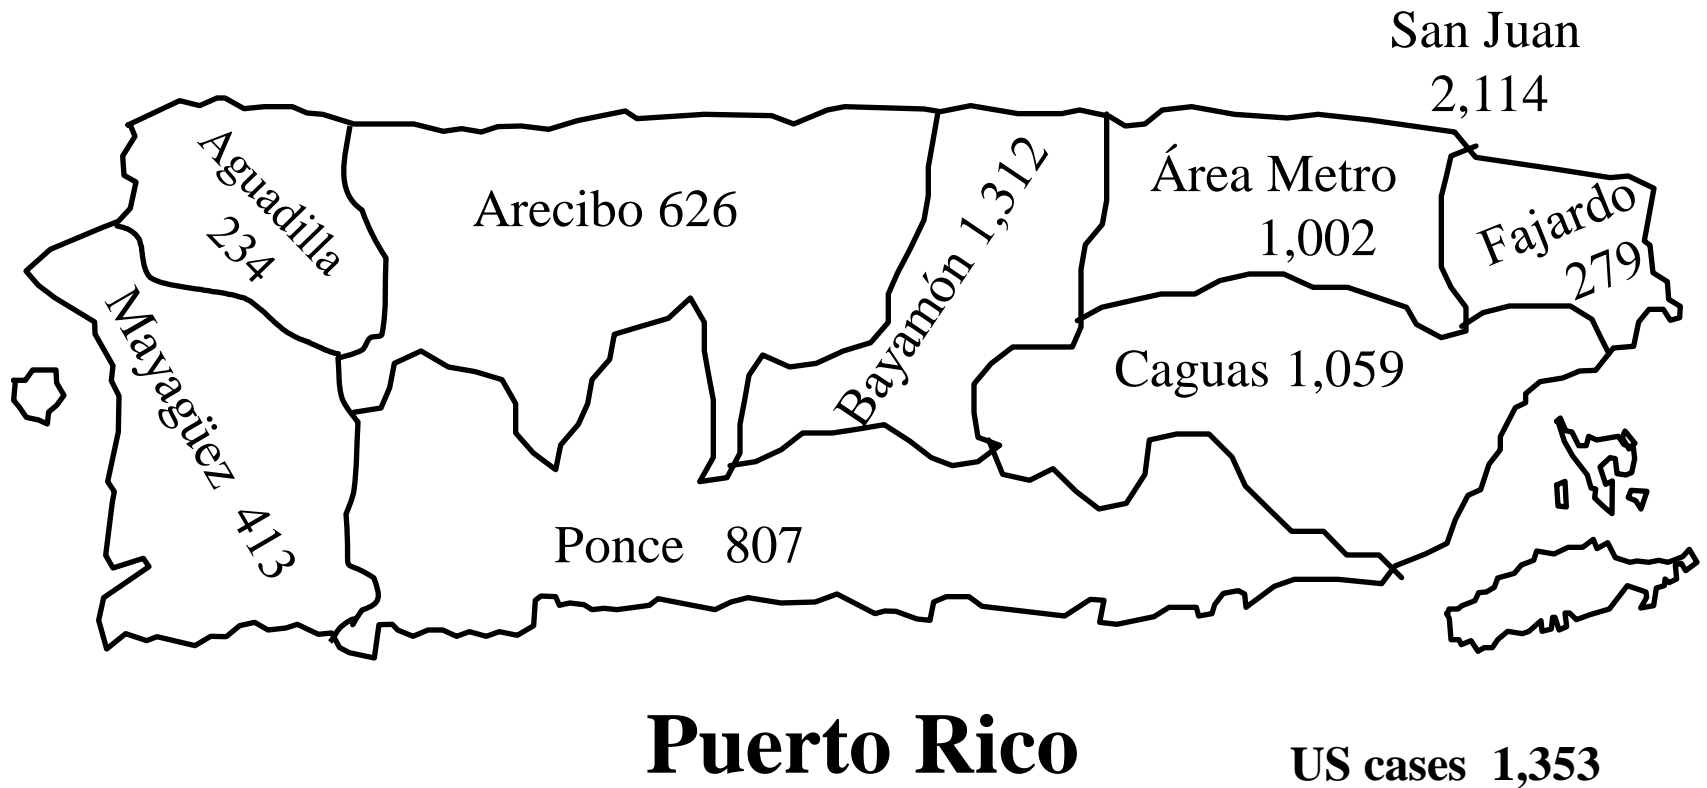 San Juan
2,114
Aguadilla
234
Arecibo 626
Bayamón 1,312
Área Metro
1,002
Fajardo
279
Mayagüez 413
Caguas 1,059
Ponce 807
Puerto Rico
US cases 1,353